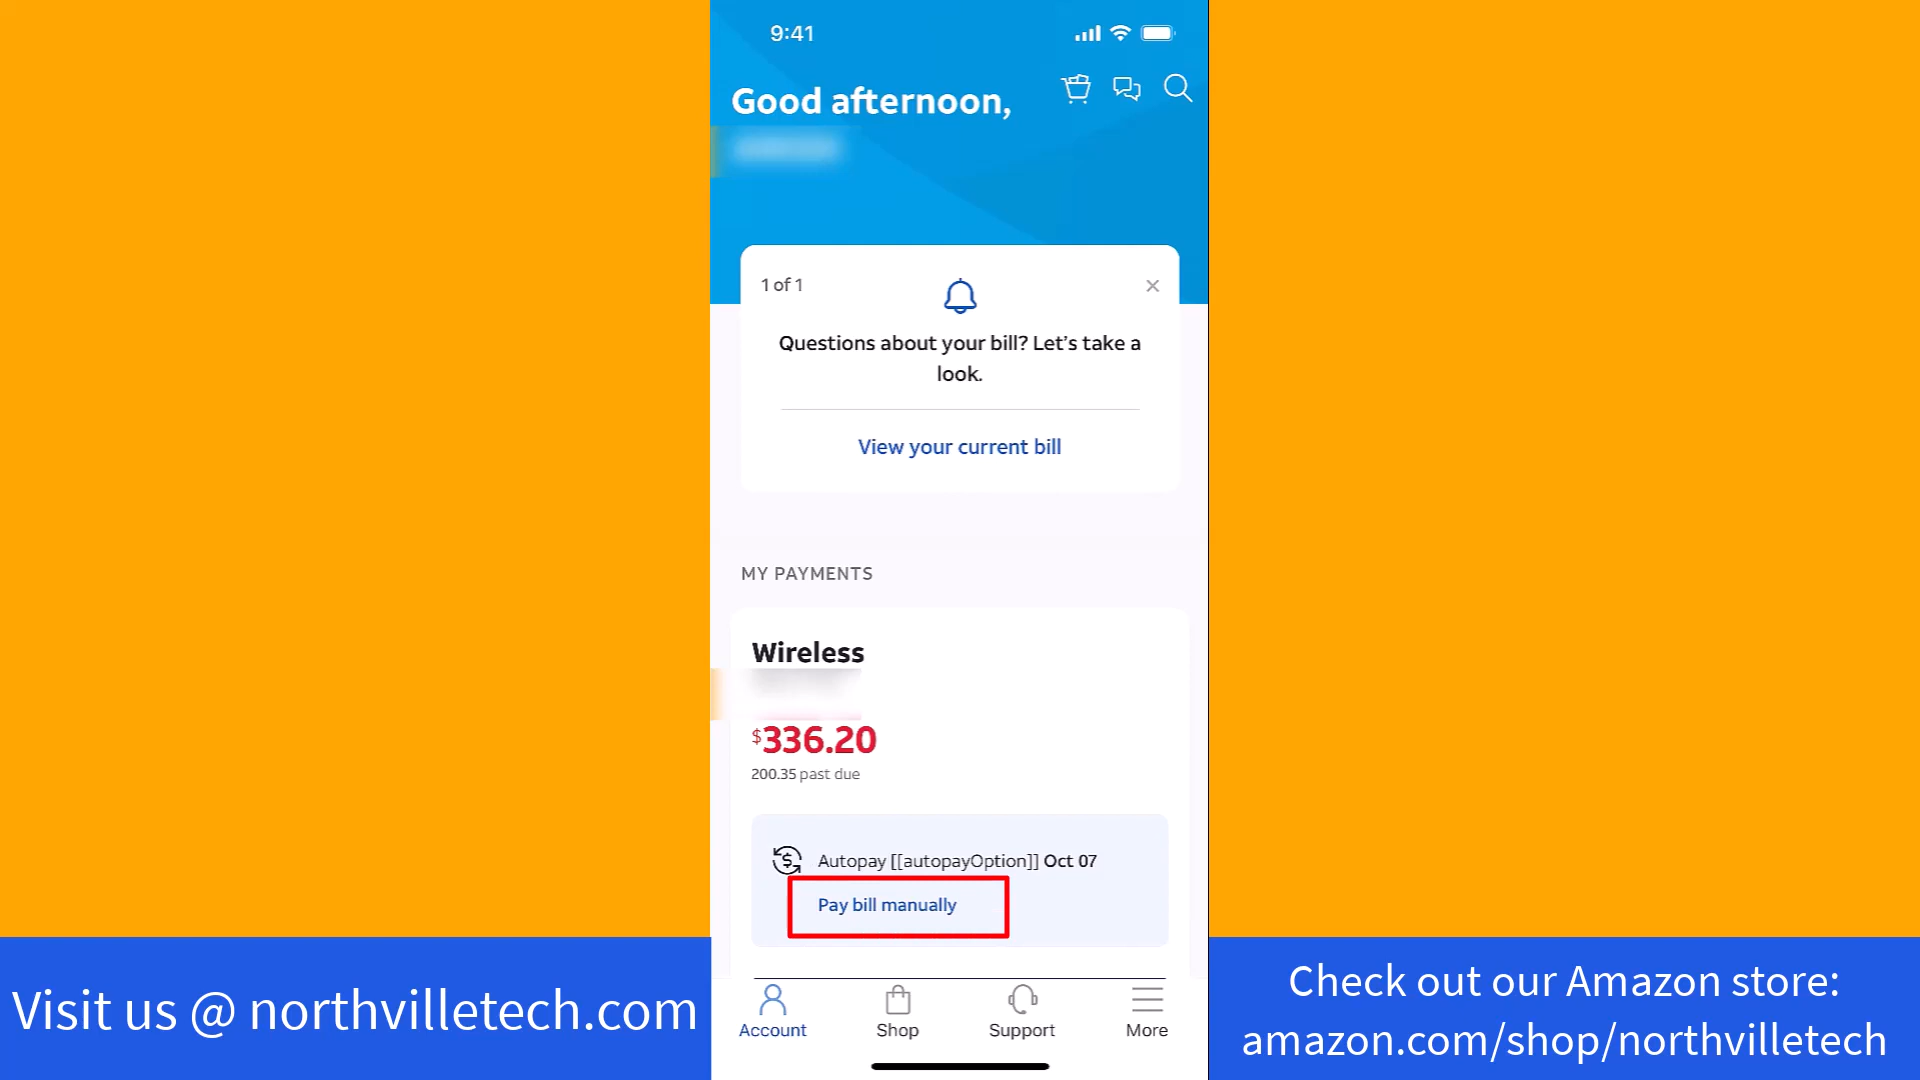 9:41
Good afternoon,
1 of 1
Questions about your bill? Let's take a
look.
View your current bill
MY PAYMENTS
Wireless
$336.20
200.35 past due
Autopay [[autopayOption]] Oct 07
Pay bill manually
Account
Shop
Support
More
Visit us @ northvilletech.com
Check out our Amazon store:
amazon.com/shop/northvilletech